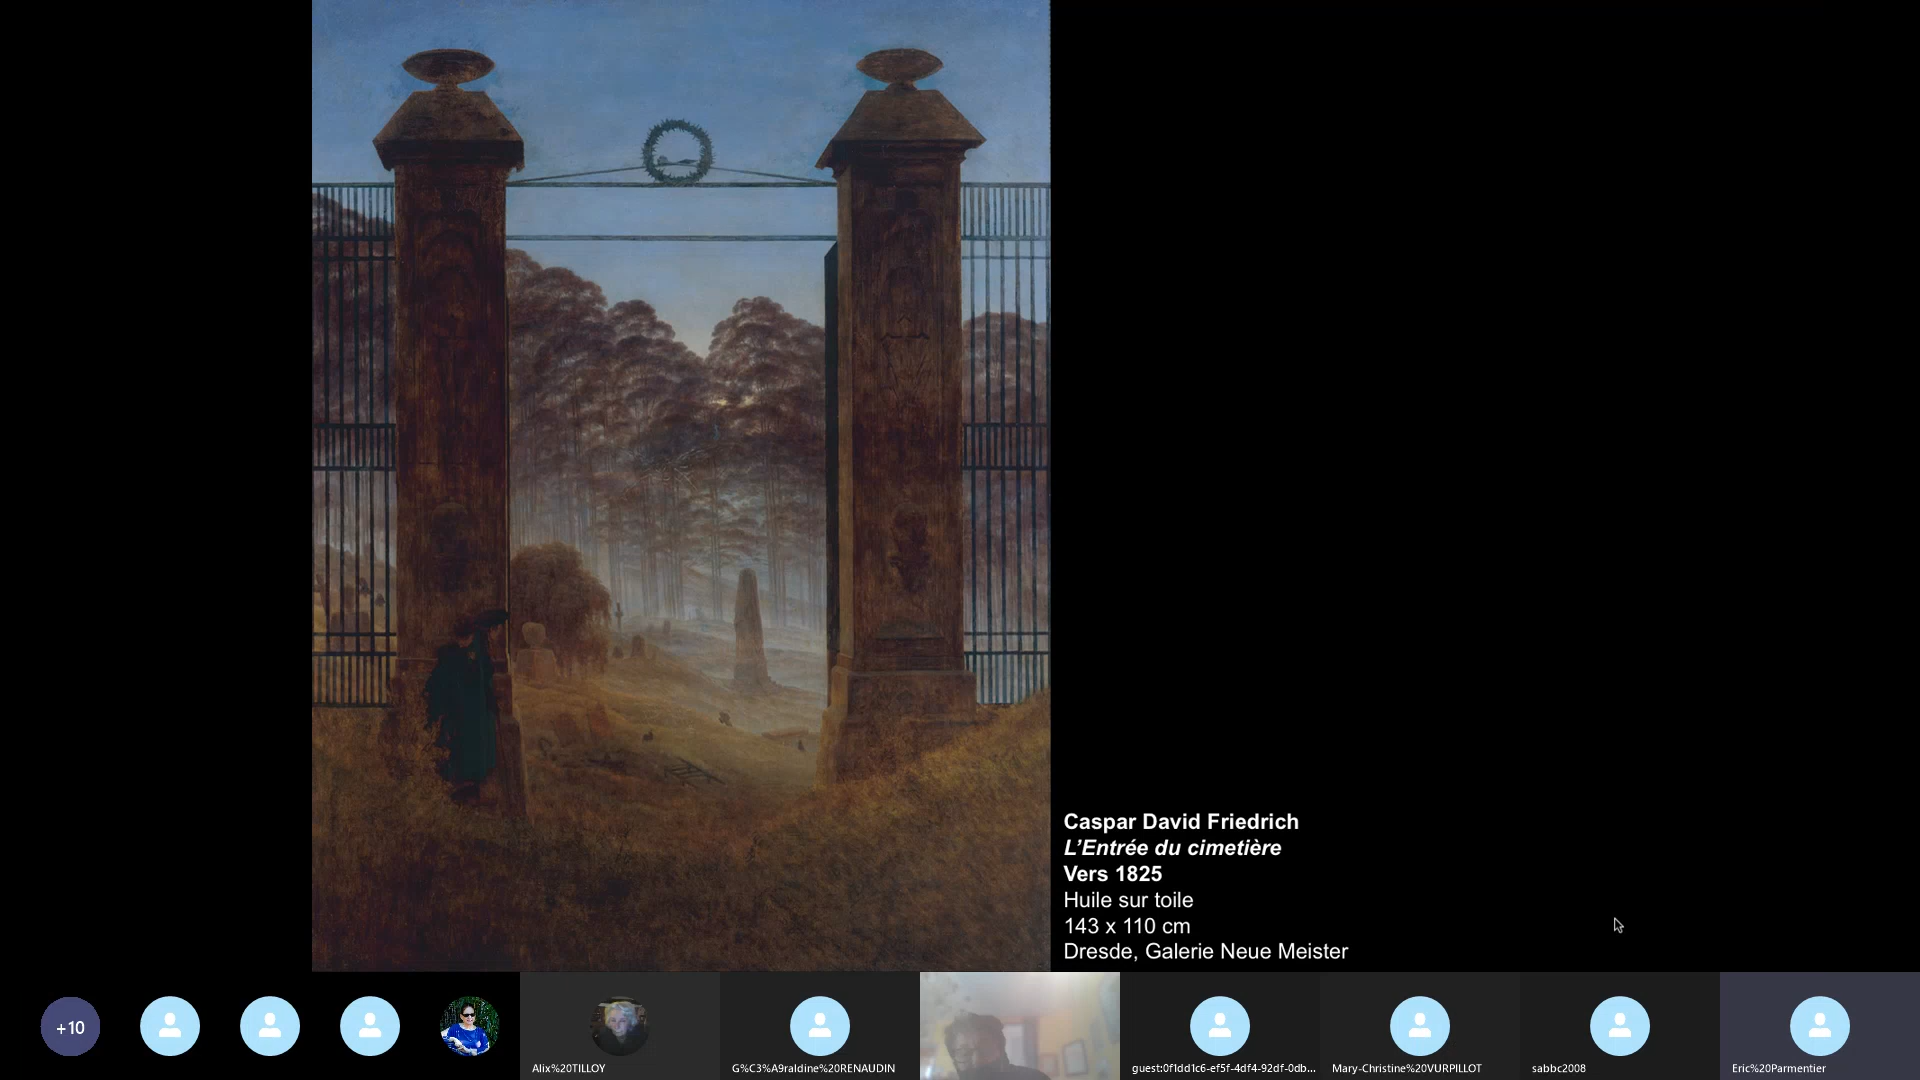 Caspar David Friedrich
L’Entrée du cimetière
Vers 1825
Huile sur toile
143 x 110 cm
Dresde, Galerie Neue Meister
+10
Alix%20TILLOY
G%C3%A9raldine%20RENAUDIN
guest:0f1dd1c6-ef5f-4df4-92df-0db...
Mary-Christine%20VURPILLOT
sabbc2008
Eric%20Parmentier